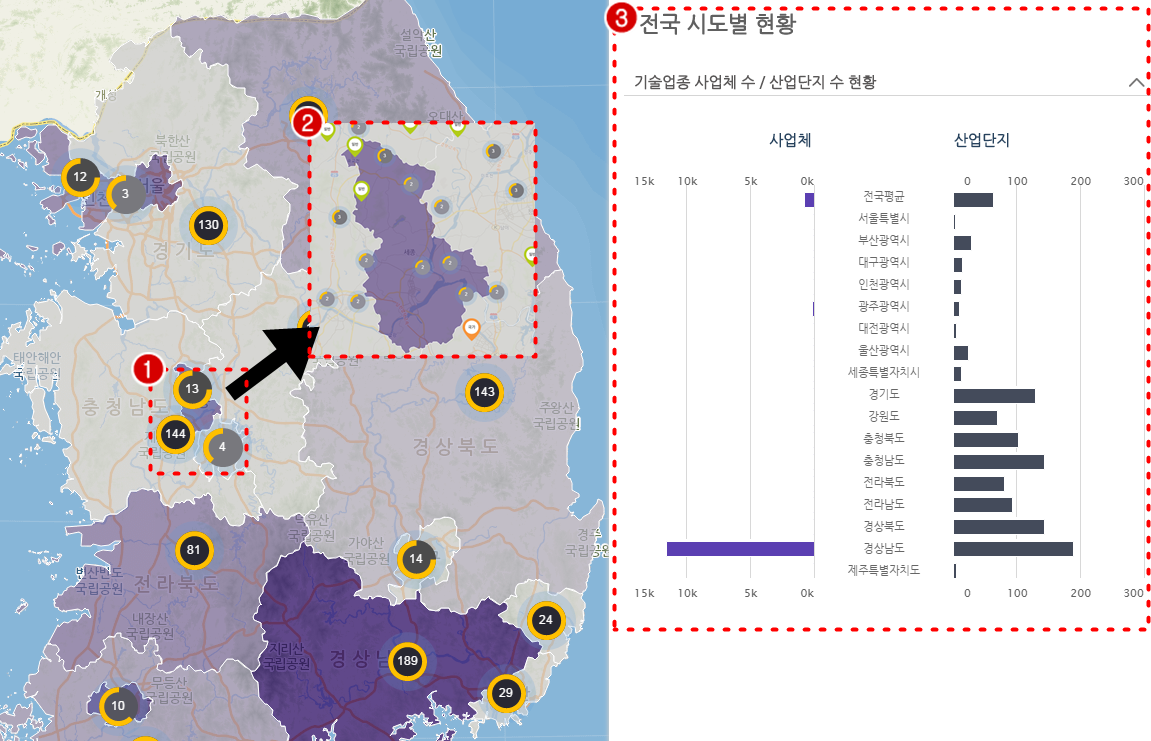 설악산
국립공원
오대산
개성
북한산
국립공원
12
3
서울
인천
130
경기도
1
2
2
2
태안해안
국립공원
13
충청남도
144
4
국립공원
143
주왕산
국립공원
경상북도
덕유산
국립공원
가야산
국립공원
경주
국립공원
81
14
변산반도
국립공원
전라북도
내장산
국립공원
24
지리산
국립공원
경상남
189
무등산
국립공원
10
29
3
전국 시도별 현황
기술업종 사업체 수 / 산업단지 수 현황
사업체 산업단지
15k 10k 5k 0k 0 100 200 300
전국평균
서울특별시
부산광역시
대구광역시
인천광역시
광주광역시
대전광역시
울산광역시
세종특별자치시
경기도
강원도
충청북도
충청남도
전라북도
전라남도
경상북도
경상남도
제주특별자치도
15k 10k 5k 0k 0 100 200 300